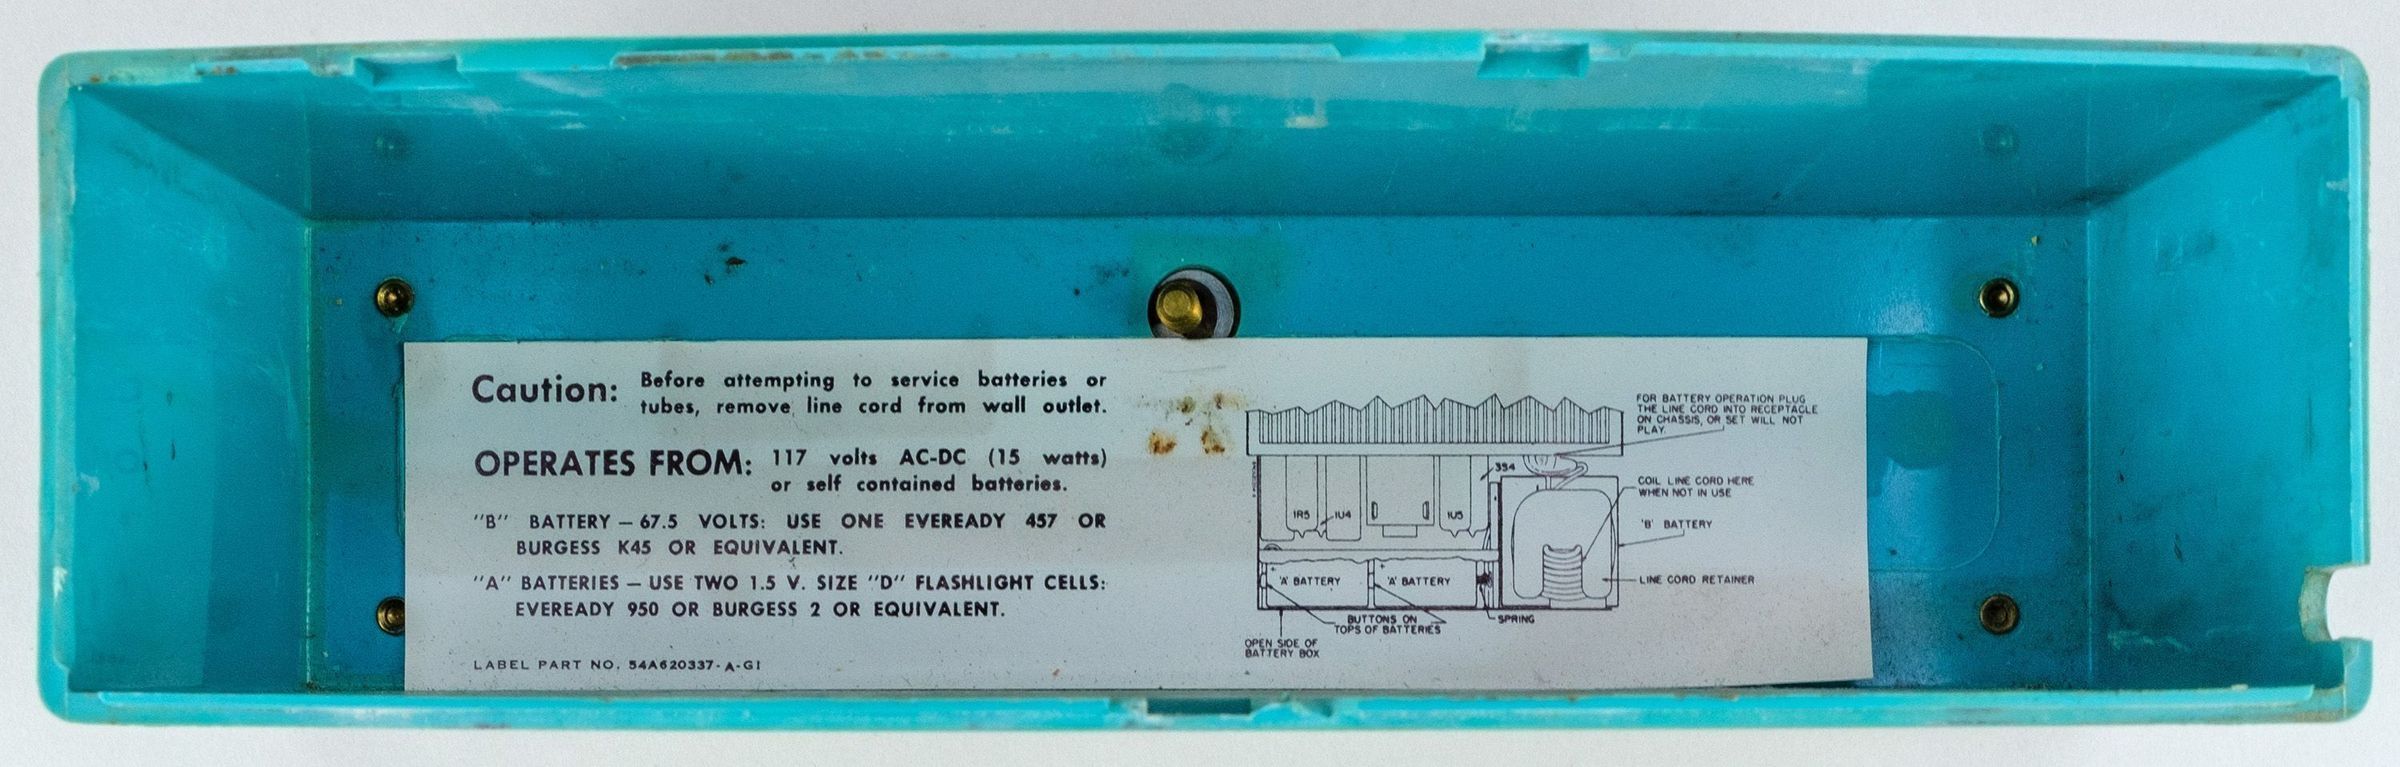 Caution: Before attempting to service batteries or
tubes, remove line cord from wall outlet.
OPERATES FROM: 117 volts AC-DC (15 watts)
or self contained batteries.
"B" BATTERY – 67.5 VOLTS: USE ONE EVEREADY 457 OR
BURGESS K45 OR EQUIVALENT.
"A" BATTERIES – USE TWO 1.5 V. SIZE "D" FLASHLIGHT CELLS:
EVEREADY 950 OR BURGESS 2 OR EQUIVALENT.
LABEL PART NO. 54A620337-A-GI
FOR BATTERY OPERATION PLUG
THE LINE CORD INTO RECEPTACLE
ON CHASSIS, OR SET WILL NOT
PLAY.
3S4
COIL LINE CORD HERE
WHEN NOT IN USE
1R5
1U4
1U5
'B' BATTERY
'A' BATTERY
'A' BATTERY
LINE CORD RETAINER
BUTTONS ON
TOPS OF BATTERIES
SPRING
OPEN SIDE OF
BATTERY BOX